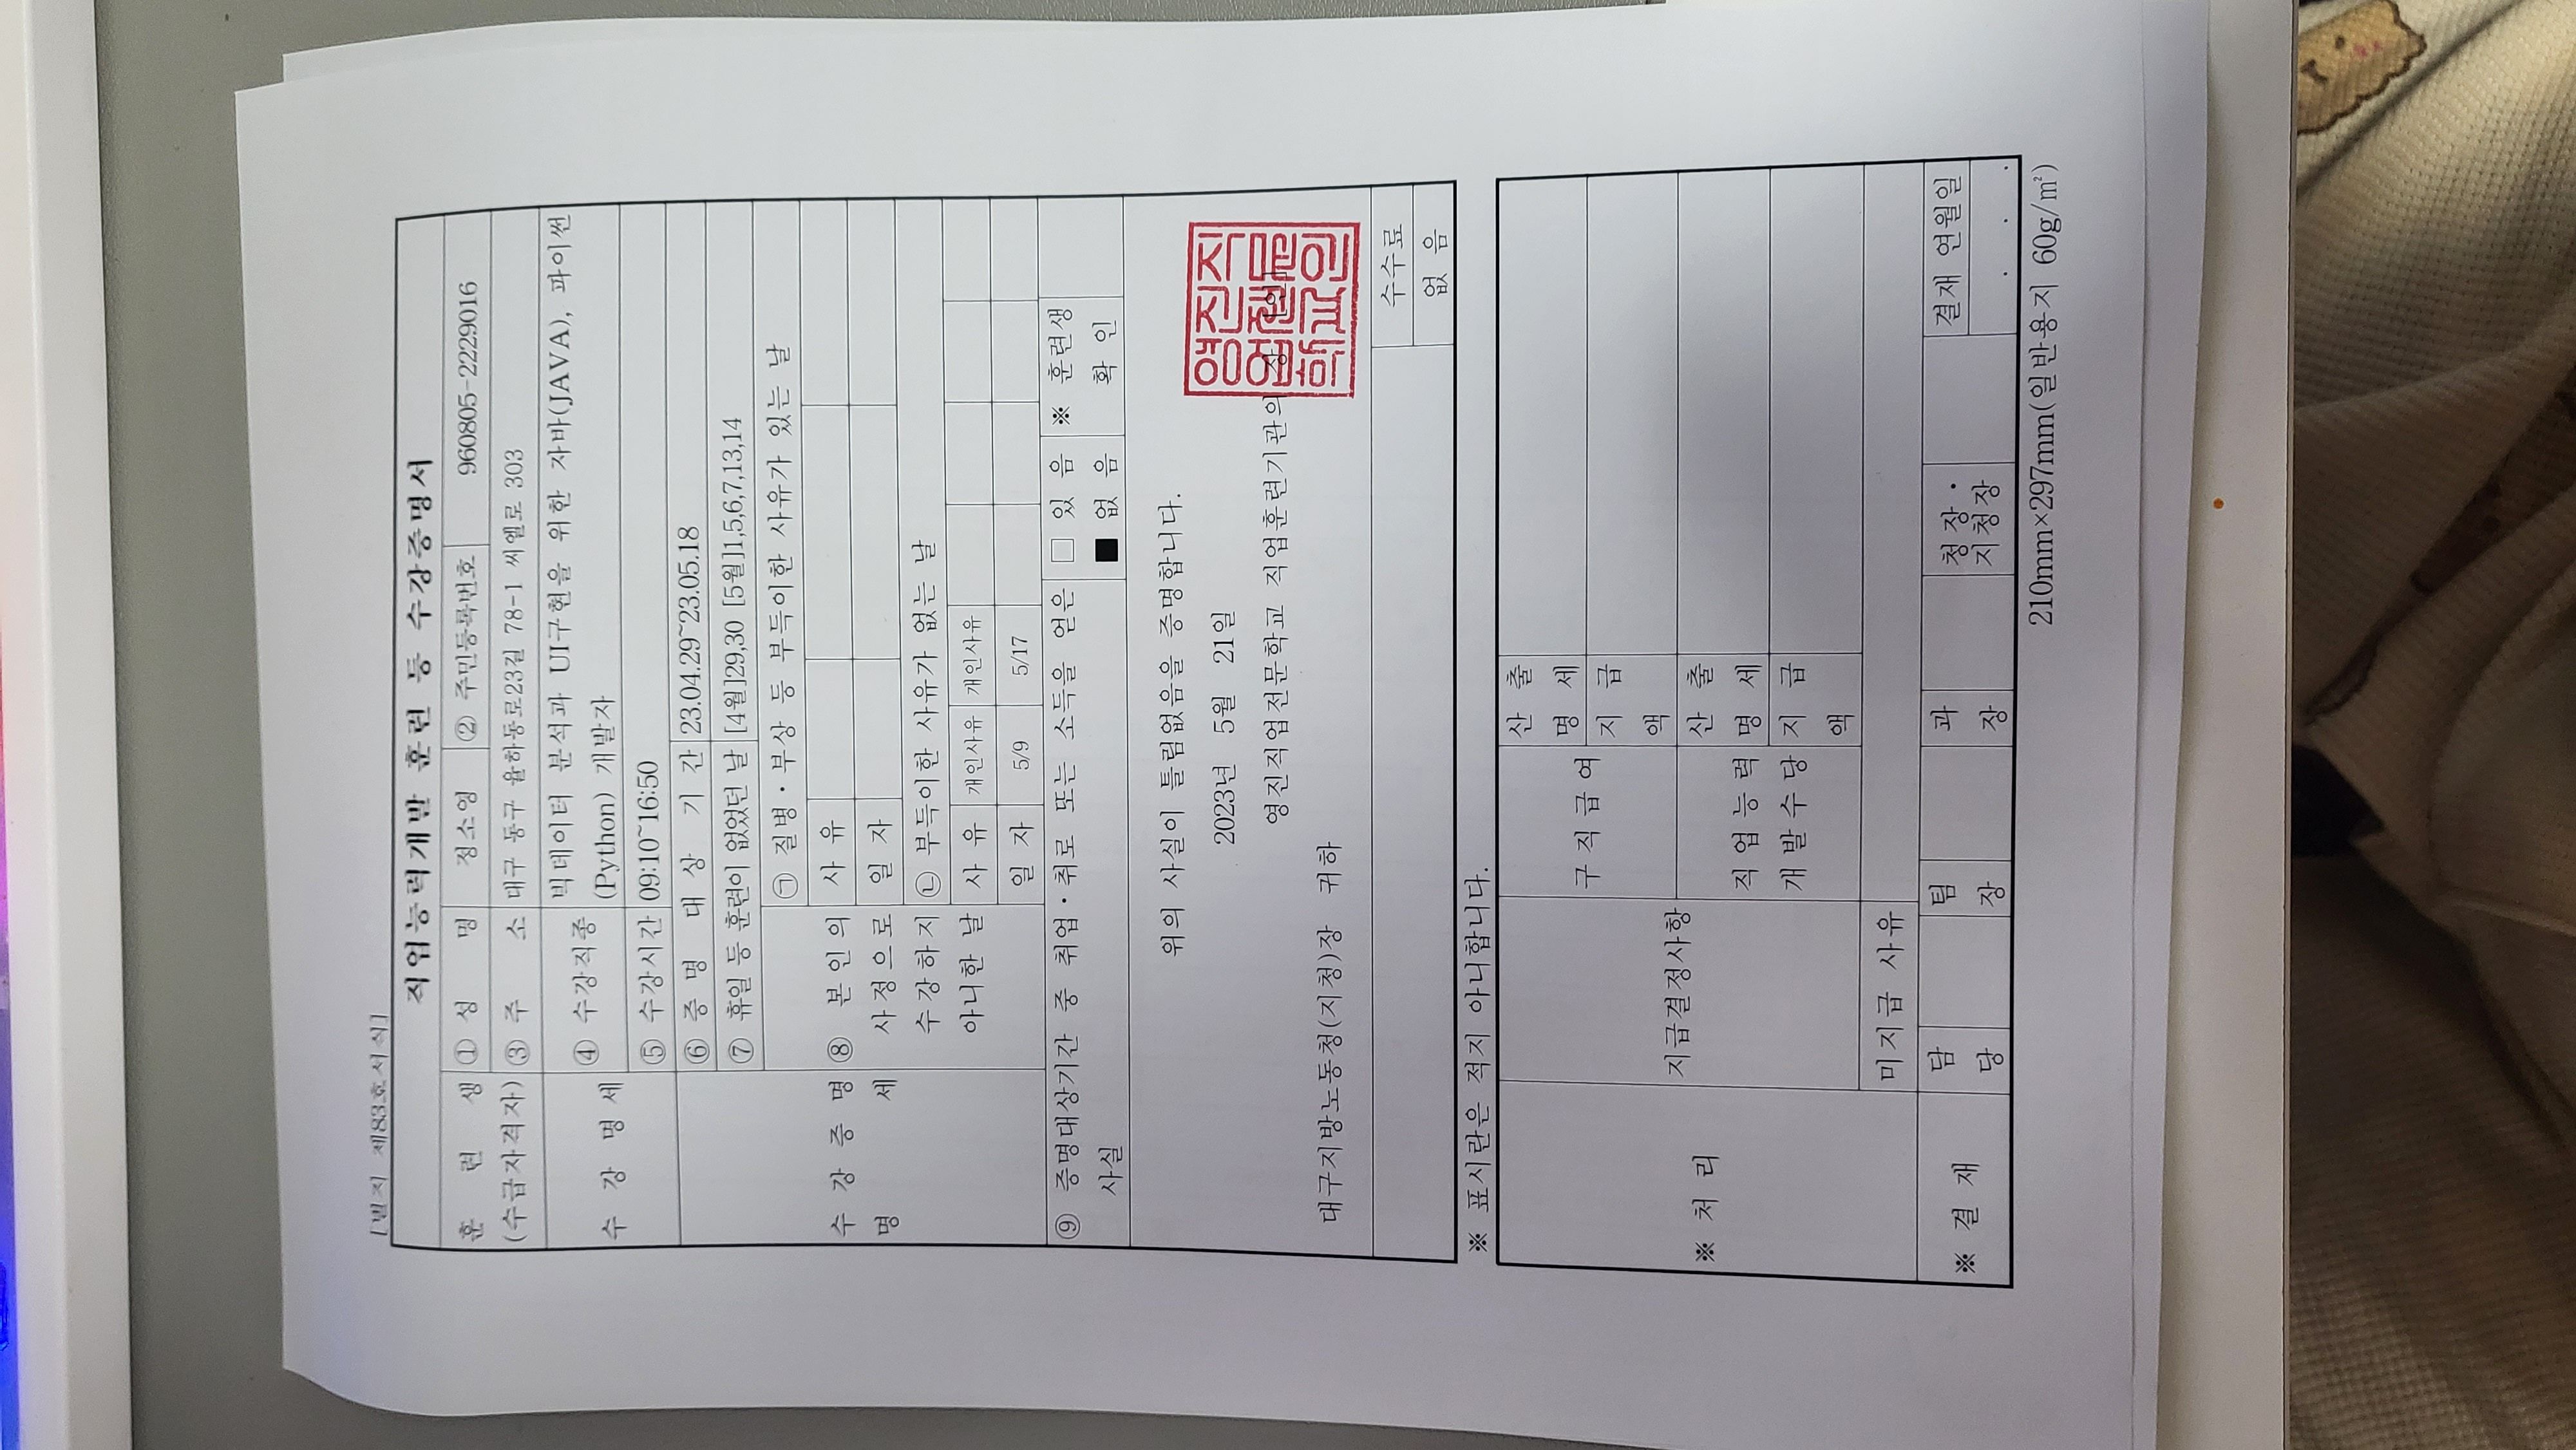 [별지 제83호서식]
직업능력개발 훈련 등 수강증명서
훈 련 생
(수급자격자)
① 성 명 정소영 ② 주민등록번호 960805-2229016
③ 주 소 대구 동구 율하동로23길 78-1 씨엘로 303
수 강 명 세
④ 수강직종 빅데이터 분석과 UI구현을 위한 자바(JAVA), 파이썬
(Python) 개발자
⑤ 수강시간 09:10~16:50
수 강 증 명
명 세
⑥ 증 명 대 상 기 간 23.04.29~23.05.18
⑦ 휴일 등 훈련이 없었던 날 [4월]29,30 [5월]1,5,6,7,13,14
⑧ 본인의
사정으로
수강하지
아니한 날
㉠ 질병·부상 등 부득이한 사유가 있는 날
사 유
일 자
㉡ 부득이한 사유가 없는 날
사 유 개인사유 개인사유
일 자 5/9 5/17
⑨ 증명대상기간 중 취업·취로 또는 소득을 얻은
사실
□ 있 음
■ 없 음
※ 훈련생
확 인
위의 사실이 틀림없음을 증명합니다.
2023년 5월 21일
영진직업전문학교 직업훈련기관의 장 (인)
영진직
업전문
학교인
대구지방노동청(지청)장 귀하
수수료
없 음
※ 표시란은 적지 아니합니다.
※ 처 리
지급결정사항
구직급여
산 출
명 세
지 급
액
직업능력
개발수당
산 출
명 세
지 급
액
미지급 사유
※ 결 재
담
당
팀
장
과
장
청장·
지청장
결재 연월일
. . .
210mm×297mm(일반용지 60g/㎡)